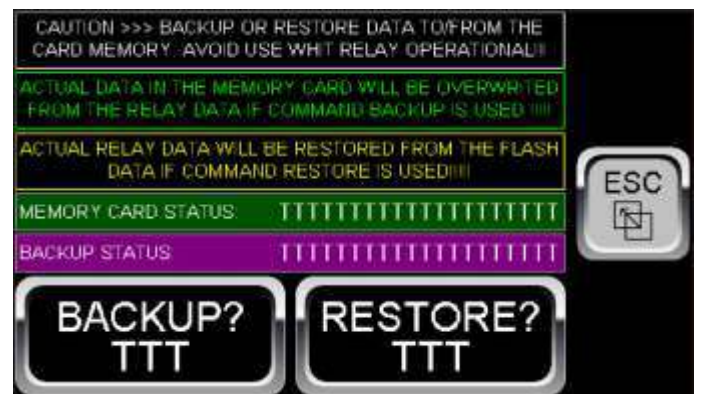 CAUTION >>> BACKUP OR RESTORE DATA TO/FROM THE
CARD MEMORY. AVOID USE WHIT RELAY OPERATIONAL!!
ACTUAL DATA IN THE MEMORY CARD WILL BE OVERWRITED
FROM THE RELAY DATA IF COMMAND BACKUP IS USED !!!!!
ACTUAL RELAY DATA WILL BE RESTORED FROM THE FLASH
DATA IF COMMAND RESTORE IS USED!!!!!
ESC
MEMORY CARD STATUS: TTTTTTTTTTTTTTTTTTTT
BACKUP STATUS: TTTTTTTTTTTTTTTTTTTT
BACKUP?
TTT
RESTORE?
TTT